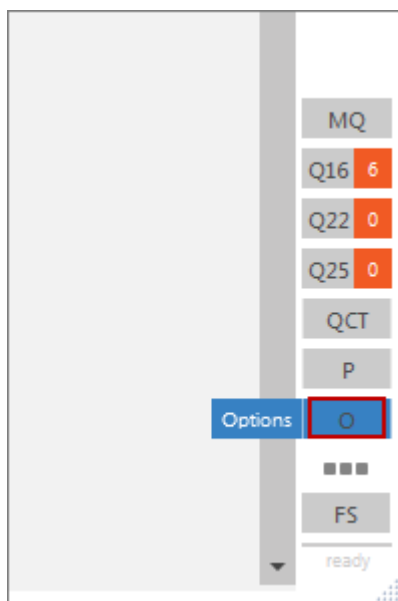 MQ
Q16 6
Q22 0
Q25 0
QCT
P
Options O
FS
ready